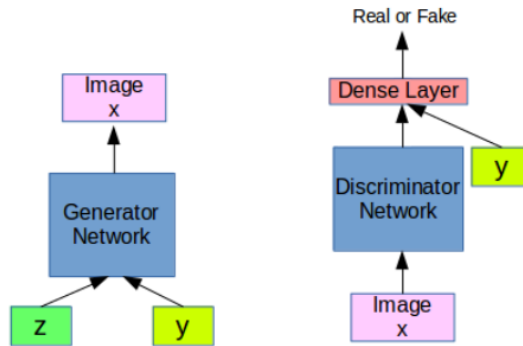 Image
x
Generator
Network
z
y
Real or Fake
Dense Layer
y
Discriminator
Network
Image
x